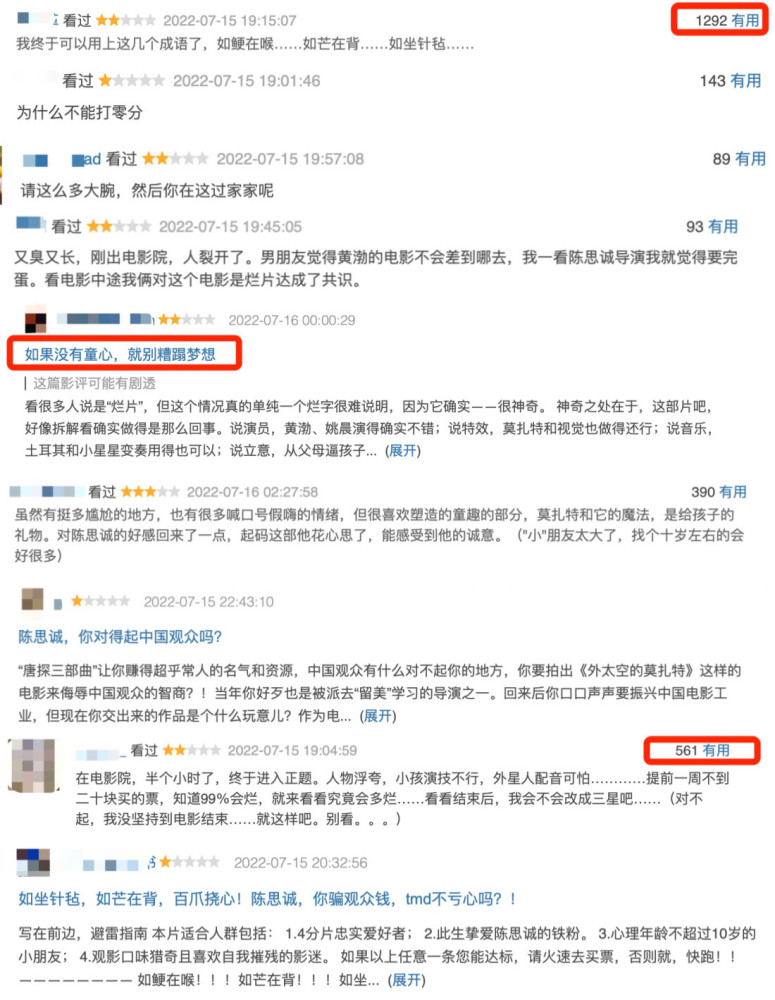 看过 2022-07-15 19:15:07 1292 有用
我终于可以用上这几个成语了，如鲠在喉……如芒在背……如坐针毡……
看过 2022-07-15 19:01:46 143 有用
为什么不能打零分
ad 看过 2022-07-15 19:57:08 89 有用
请这么多大腕，然后你在这过家家呢
看过 2022-07-15 19:45:05 93 有用
又臭又长，刚出电影院，人裂开了。男朋友觉得黄渤的电影不会差到哪去，我一看陈思诚导演我就觉得要完
蛋。看电影中途我俩对这个电影是烂片达成了共识。
2022-07-16 00:00:29
如果没有童心，就别糟蹋梦想
这篇影评可能有剧透
看很多人说是“烂片”，但这个情况真的单纯一个烂字很难说明，因为它确实——很神奇。 神奇之处在于，这部片吧，
好像拆解看确实做得是那么回事。说演员，黄渤、姚晨演得确实不错；说特效，莫扎特和视觉也做得还行；说音乐，
土耳其和小星星变奏用得也可以；说立意，从父母逼孩子... (展开)
看过 2022-07-16 02:27:58 390 有用
虽然有挺多尴尬的地方，也有很多喊口号假嗨的情绪，但很喜欢塑造的童趣的部分，莫扎特和它的魔法，是给孩子的
礼物。对陈思诚的好感回来了一点，起码这部他花心思了，能感受到他的诚意。（"小"朋友太大了，找个十岁左右的会
好很多）
2022-07-15 22:43:10
陈思诚，你对得起中国观众吗？
“唐探三部曲”让你赚得超乎常人的名气和资源，中国观众有什么对不起你的地方，你要拍出《外太空的莫扎特》这样的
电影来侮辱中国观众的智商？！当年你好歹也是被派去“留美”学习的导演之一。回来后你口口声声要振兴中国电影工
业，但现在你交出来的作品是个什么玩意儿？作为电... (展开)
看过 2022-07-15 19:04:59 561 有用
在电影院，半个小时了，终于进入正题。人物浮夸，小孩演技不行，外星人配音可怕…………提前一周不到
二十块买的票，知道99%会烂，就来看看究竟会多烂……看看结束后，我会不会改成三星吧……（对不
起，我没坚持到电影结束……就这样吧。别看。。。）
2022-07-15 20:32:56
如坐针毡，如芒在背，百爪挠心！陈思诚，你骗观众钱，tmd不亏心吗？！
写在前边，避雷指南 本片适合人群包括： 1.4分片忠实爱好者； 2.此生挚爱陈思诚的铁粉。 3.心理年龄不超过10岁的
小朋友； 4.观影口味猎奇且喜欢自我摧残的影迷。 如果以上任意一条您能达标，请火速去买票，否则就，快跑！！
———————— 如鲠在喉！！！如芒在背！！！如坐... (展开)